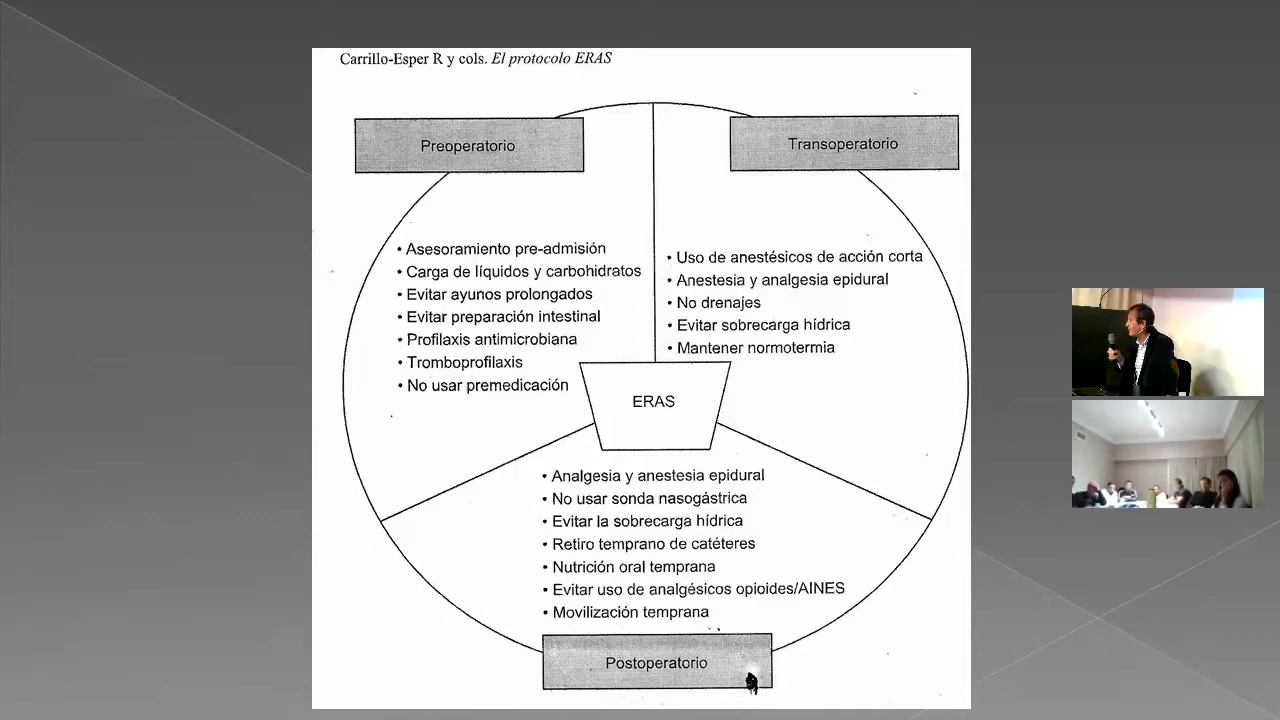 Carrillo-Esper R y cols. El protocolo ERAS
Preoperatorio
• Asesoramiento pre-admisión
• Carga de líquidos y carbohidratos
• Evitar ayunos prolongados
• Evitar preparación intestinal
• Profilaxis antimicrobiana
• Tromboprofilaxis
• No usar premedicación
Transoperatorio
• Uso de anestésicos de acción corta
• Anestesia y analgesia epidural
• No drenajes
• Evitar sobrecarga hídrica
• Mantener normotermia
ERAS
• Analgesia y anestesia epidural
• No usar sonda nasogástrica
• Evitar la sobrecarga hídrica
• Retiro temprano de catéteres
• Nutrición oral temprana
• Evitar uso de analgésicos opioides/AINES
• Movilización temprana
Postoperatorio